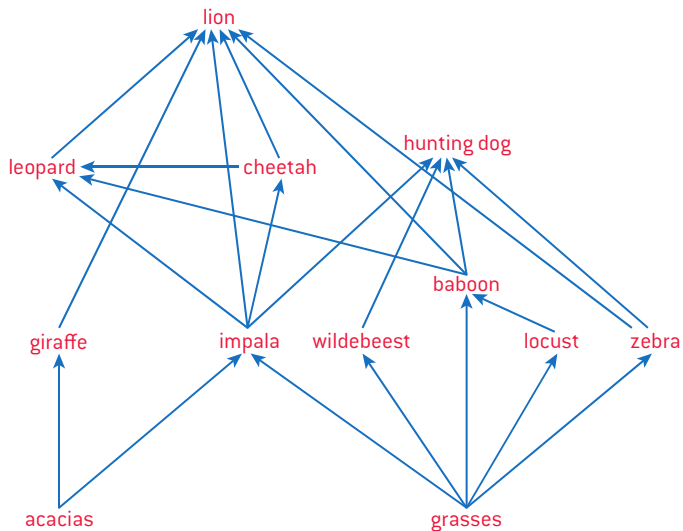 lion
hunting dog
leopard
cheetah
baboon
giraffe
impala
wildebeest
locust
zebra
acacias
grasses